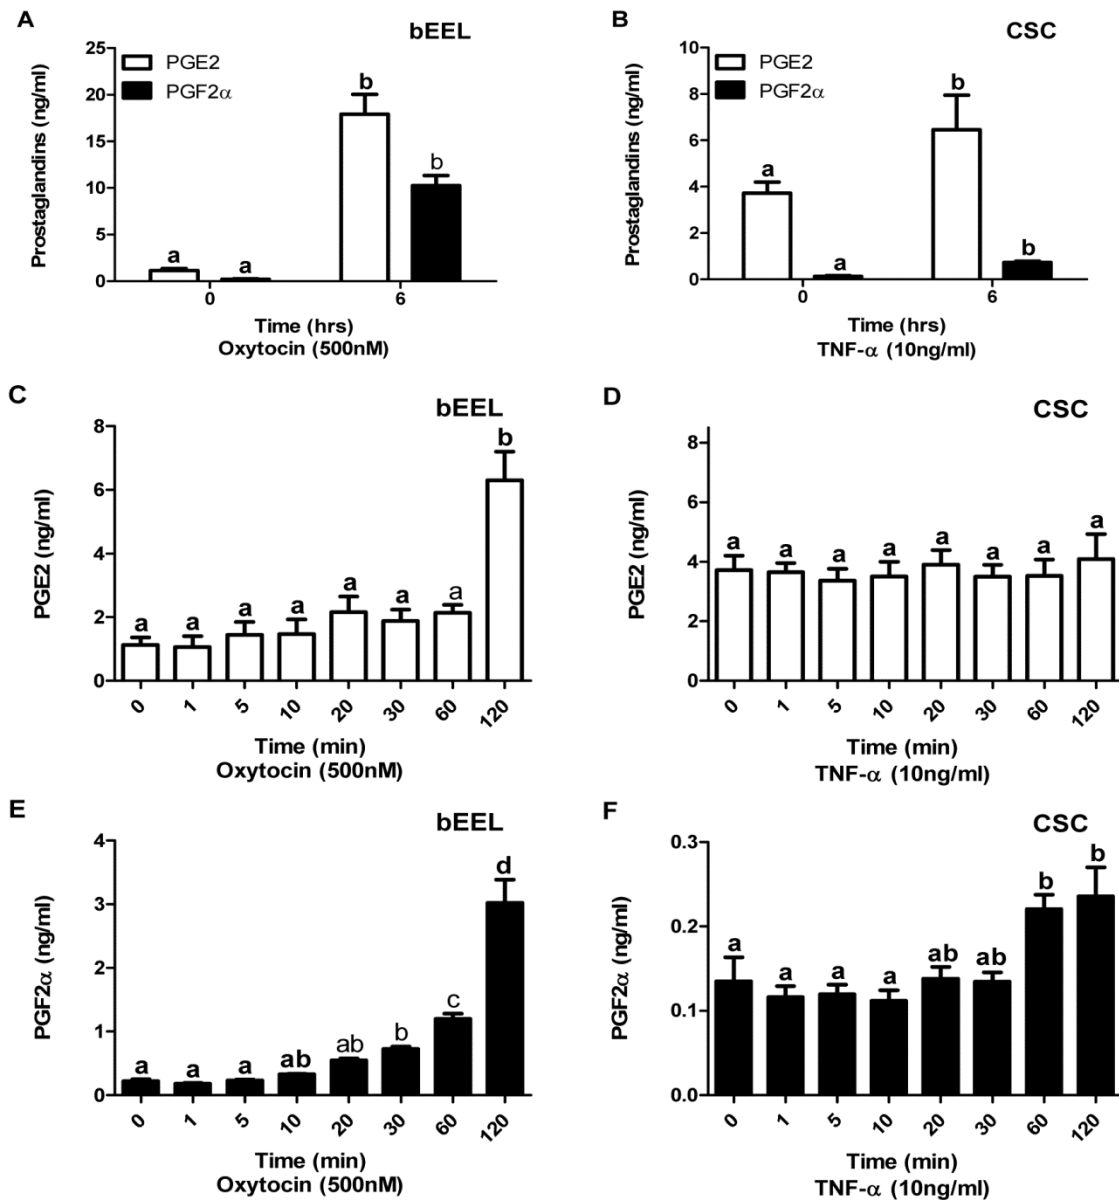 A
bEEL
Prostaglandins (ng/ml)
25
20
15
10
5
0
PGE2
PGF2α
a
a
b
b
0
6
Time (hrs)
Oxytocin (500nM)
B
CSC
Prostaglandins (ng/ml)
10
8
6
4
2
0
PGE2
PGF2α
a
a
b
b
0
6
Time (hrs)
TNF-α (10ng/ml)
C
bEEL
PGE2 (ng/ml)
8
6
4
2
0
a
a
a
a
a
a
a
b
0
1
5
10
20
30
60
120
Time (min)
Oxytocin (500nM)
D
CSC
PGE2 (ng/ml)
8
6
4
2
0
a
a
a
a
a
a
a
a
0
1
5
10
20
30
60
120
Time (min)
TNF-α (10ng/ml)
E
bEEL
PGF2α (ng/ml)
4
3
2
1
0
a
a
a
ab
ab
b
c
d
0
1
5
10
20
30
60
120
Time (min)
Oxytocin (500nM)
F
CSC
PGF2α (ng/ml)
0.3
0.2
0.1
0.0
a
a
a
a
ab
ab
b
b
0
1
5
10
20
30
60
120
Time (min)
TNF-α (10ng/ml)